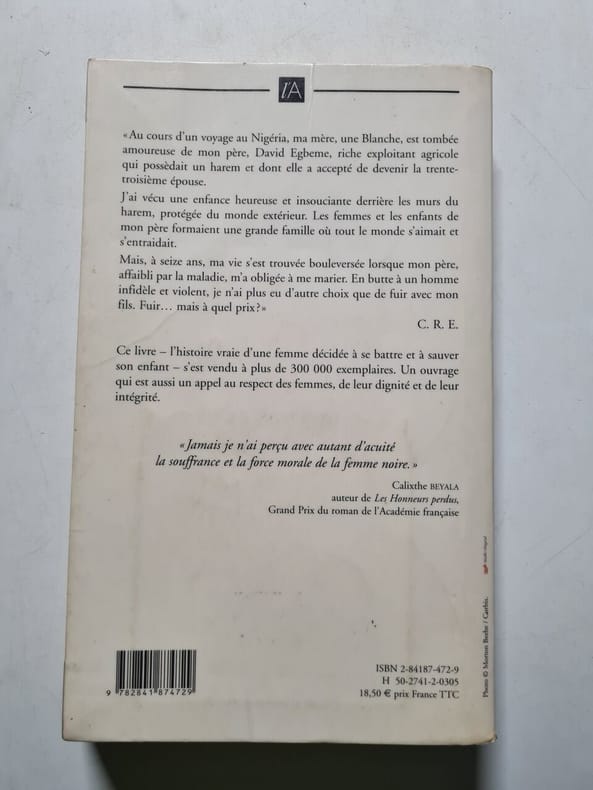 l'A
« Au cours d'un voyage au Nigéria, ma mère, une Blanche, est tombée
amoureuse de mon père, David Egbeme, riche exploitant agricole
qui possèdait un harem et dont elle a accepté de devenir la trente-
troisième épouse.
J'ai vécu une enfance heureuse et insouciante derrière les murs du
harem, protégée du monde extérieur. Les femmes et les enfants de
mon père formaient une grande famille où tout le monde s'aimait et
s'entraidait.
Mais, à seize ans, ma vie s'est trouvée bouleversée lorsque mon père,
affaibli par la maladie, m'a obligée à me marier. En butte à un homme
infidèle et violent, je n'ai plus eu d'autre choix que de fuir avec mon
fils. Fuir… mais à quel prix ? »
C. R. E.
Ce livre – l'histoire vraie d'une femme décidée à se battre et à sauver
son enfant – s'est vendu à plus de 300 000 exemplaires. Un ouvrage
qui est aussi un appel au respect des femmes, de leur dignité et de leur
intégrité.
« Jamais je n'ai perçu avec autant d'acuité
la souffrance et la force morale de la femme noire. »
Calixthe BEYALA
auteur de Les Honneurs perdus,
Grand Prix du roman de l'Académie française
ISBN 2-84187-472-9
H 50-2741-2-0305
18,50 € prix France TTC
9 782841 874729
Photo © Morton Beebe / Corbis.